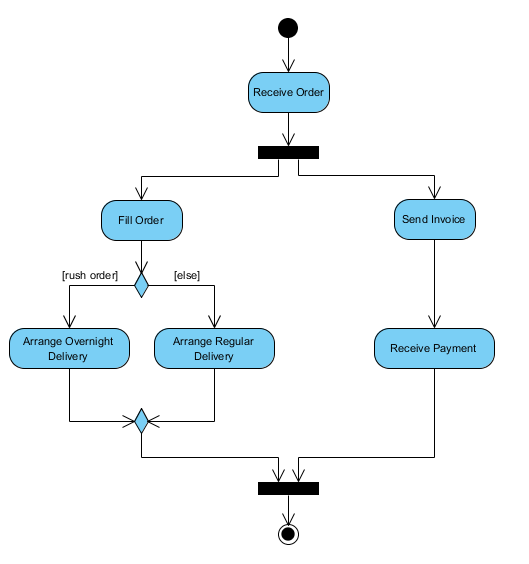 Receive Order
Fill Order
Send Invoice
[rush order]
[else]
Arrange Overnight
Delivery
Arrange Regular
Delivery
Receive Payment